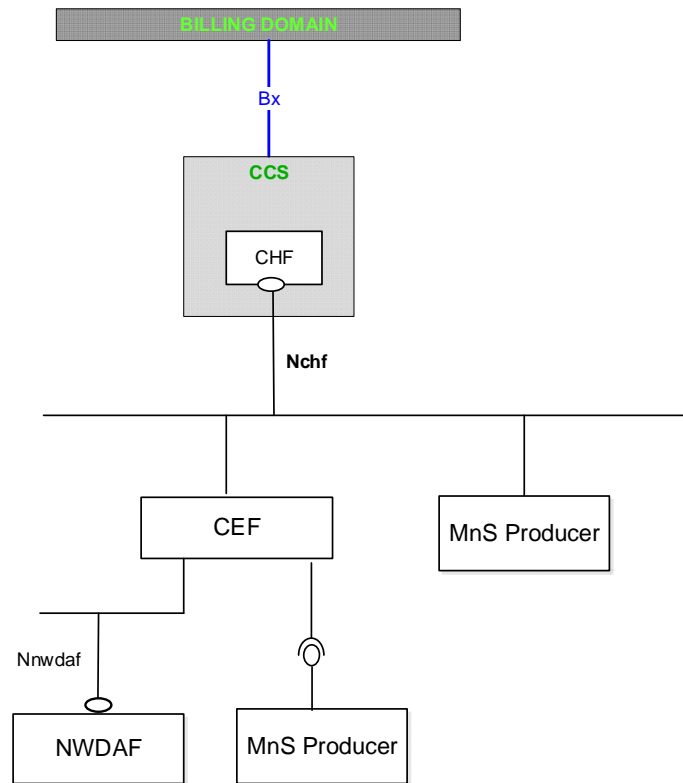 BILLING DOMAIN
Bx
CCS
CHF
Nchf
CEF
MnS Producer
Nnwdaf
NWDAF
MnS Producer